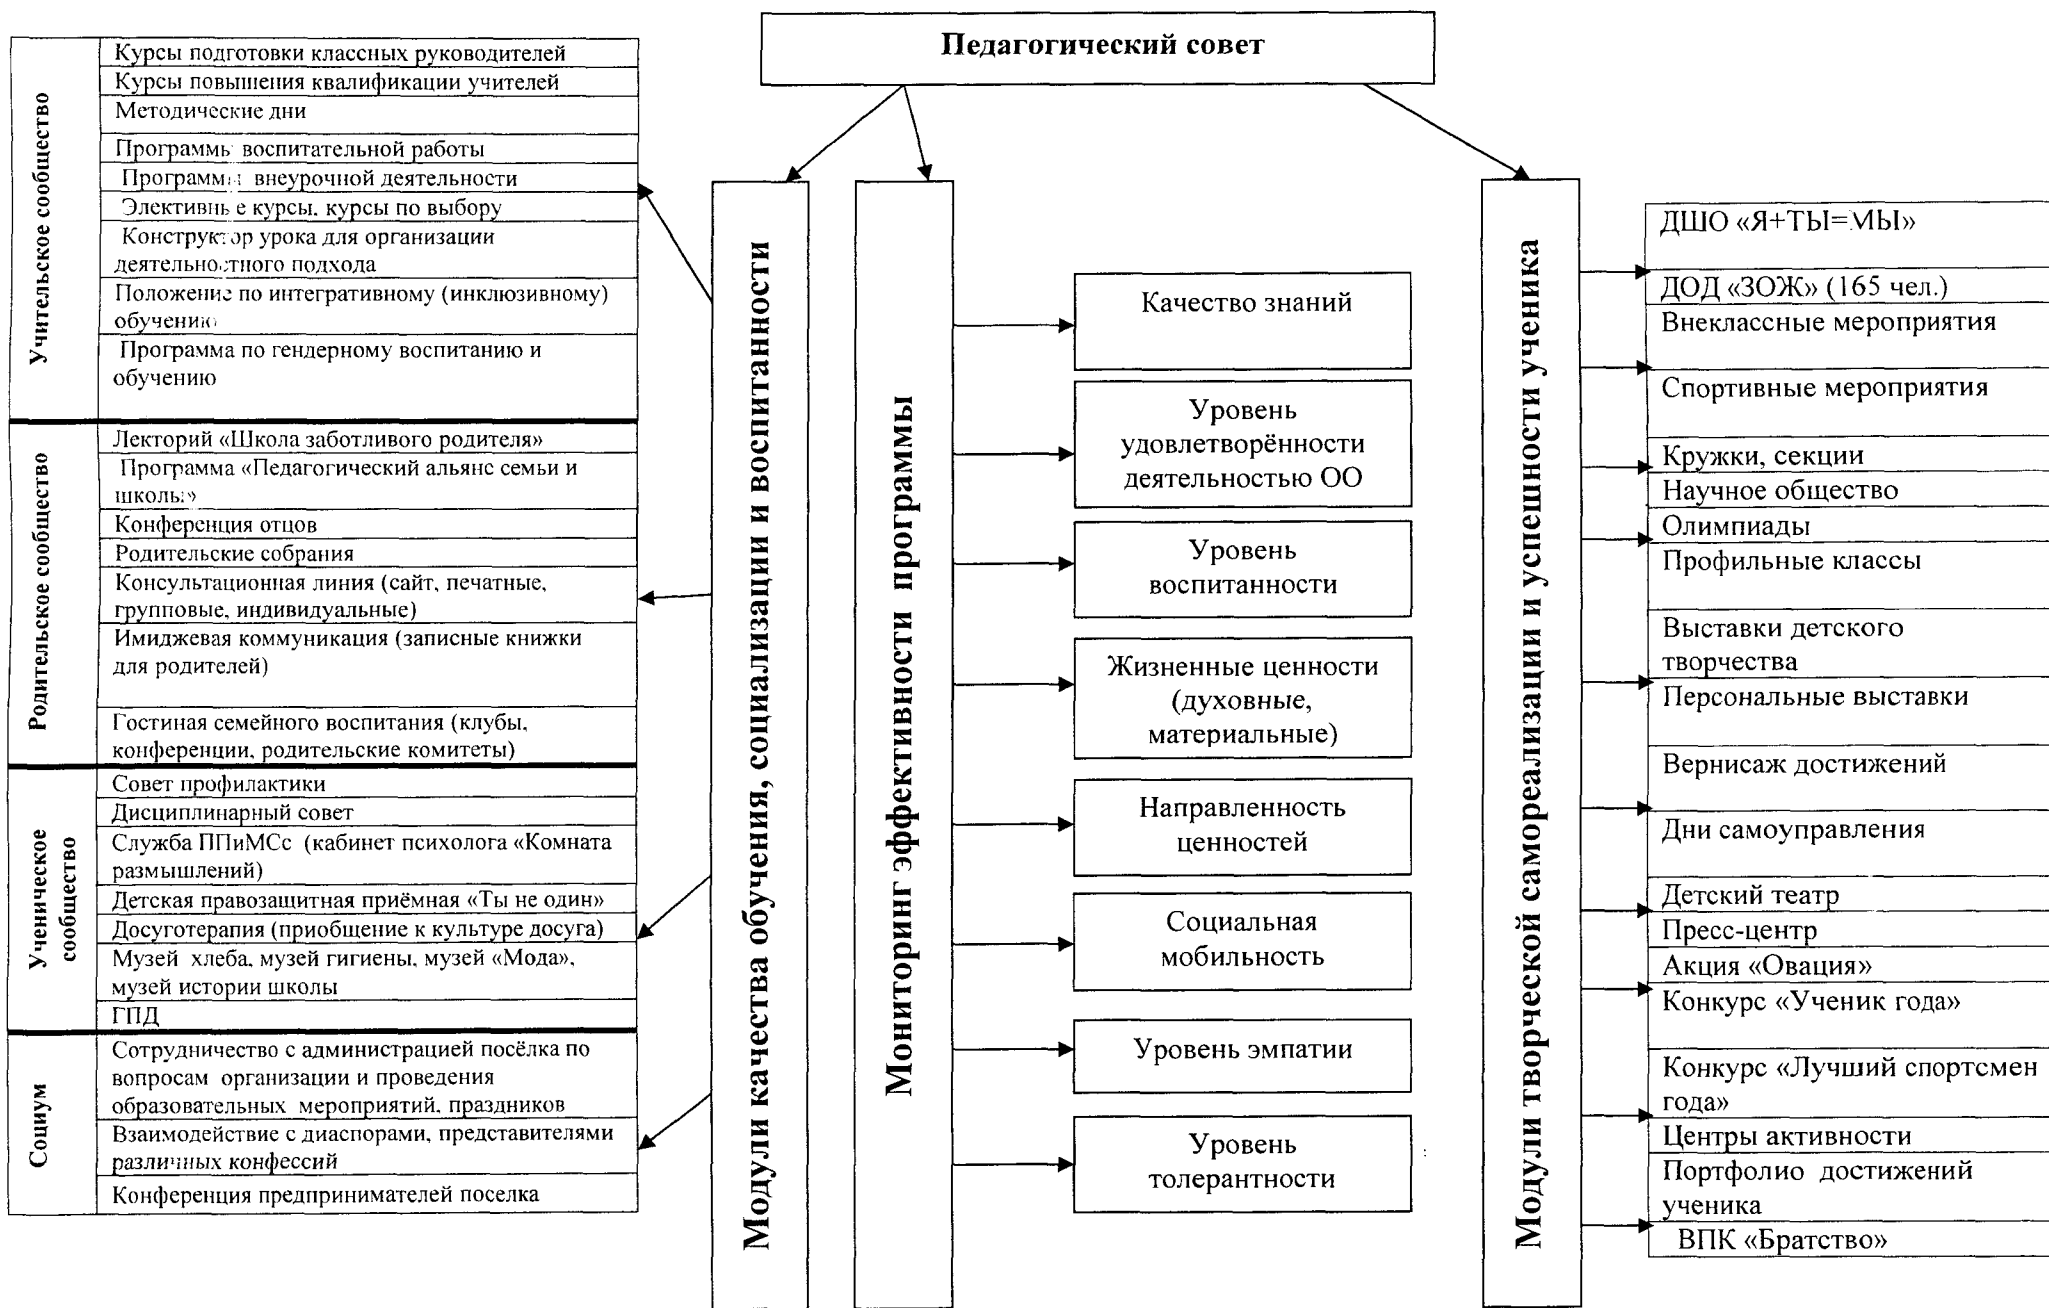 Педагогический совет
Учительское сообщество
Курсы подготовки классных руководителей
Курсы повышения квалификации учителей
Методические дни
Программы воспитательной работы
Программы внеурочной деятельности
Элективные курсы, курсы по выбору
Конструктор урока для организации
деятельностного подхода
Положение по интегративному (инклюзивному)
обучению
Программа по гендерному воспитанию и
обучению
Родительское сообщество
Лекторий «Школа заботливого родителя»
Программа «Педагогический альянс семьи и
школы»
Конференция отцов
Родительские собрания
Консультационная линия (сайт, печатные,
групповые, индивидуальные)
Имиджевая коммуникация (записные книжки
для родителей)
Гостиная семейного воспитания (клубы,
конференции, родительские комитеты)
Ученическое
сообщество
Совет профилактики
Дисциплинарный совет
Служба ППиМСс (кабинет психолога «Комната
размышлений)
Детская правозащитная приёмная «Ты не один»
Досуготерапия (приобщение к культуре досуга)
Музей хлеба, музей гигиены, музей «Мода»,
музей истории школы
ГПД
Социум
Сотрудничество с администрацией посёлка по
вопросам организации и проведения
образовательных мероприятий, праздников
Взаимодействие с диаспорами, представителями
различных конфессий
Конференция предпринимателей поселка
Модули качества обучения, социализации и воспитанности
Мониторинг эффективности программы
Качество знаний
Уровень
удовлетворённости
деятельностью ОО
Уровень
воспитанности
Жизненные ценности
(духовные,
материальные)
Направленность
ценностей
Социальная
мобильность
Уровень эмпатии
Уровень
толерантности
Модули творческой самореализации и успешности ученика
ДШО «Я+ТЫ=МЫ»
ДОД «ЗОЖ» (165 чел.)
Внеклассные мероприятия
Спортивные мероприятия
Кружки, секции
Научное общество
Олимпиады
Профильные классы
Выставки детского
творчества
Персональные выставки
Вернисаж достижений
Дни самоуправления
Детский театр
Пресс-центр
Акция «Овация»
Конкурс «Ученик года»
Конкурс «Лучший спортсмен
года»
Центры активности
Портфолио достижений
ученика
ВПК «Братство»